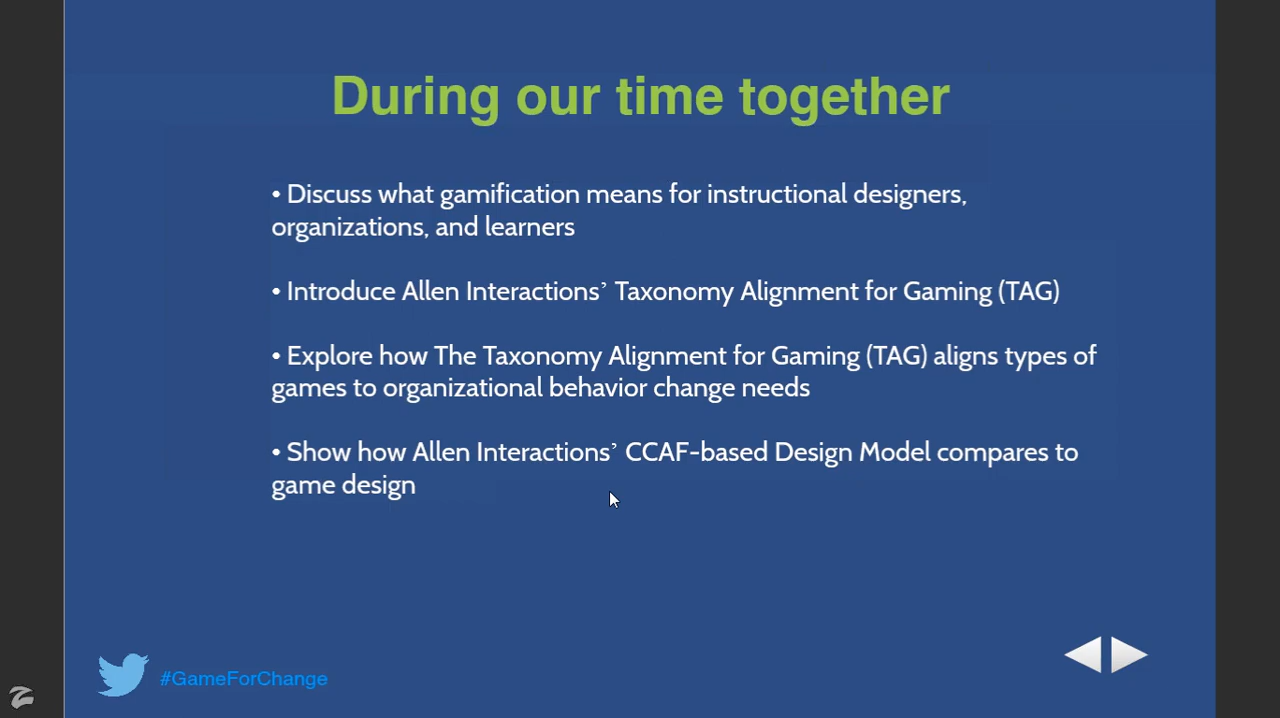 During our time together
• Discuss what gamification means for instructional designers,
organizations, and learners
• Introduce Allen Interactions’ Taxonomy Alignment for Gaming (TAG)
• Explore how The Taxonomy Alignment for Gaming (TAG) aligns types of
games to organizational behavior change needs
• Show how Allen Interactions’ CCAF-based Design Model compares to
game design
#GameForChange